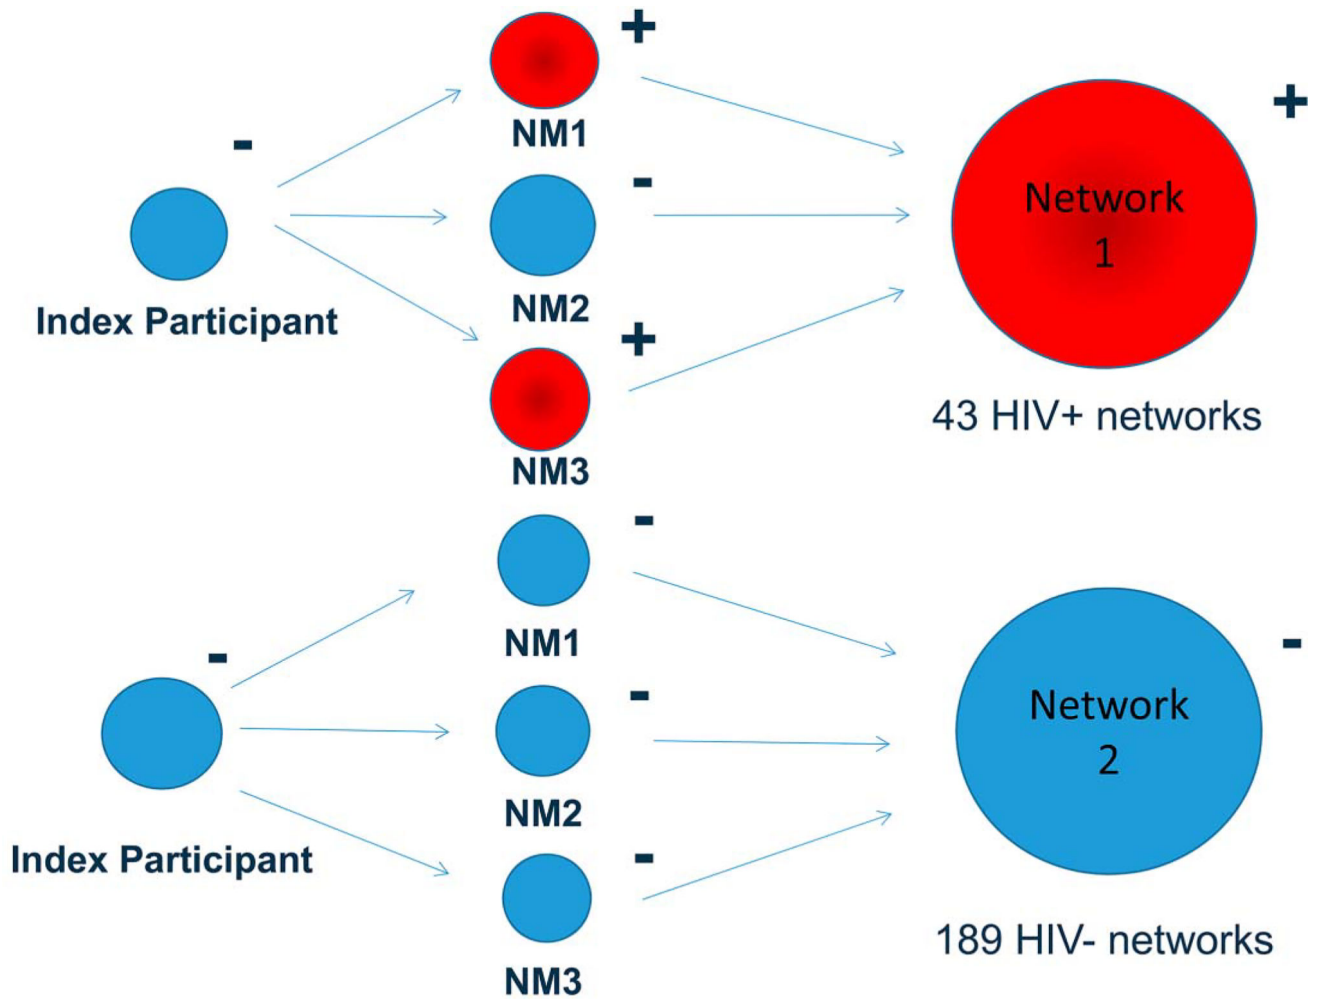 +
NM1
-
Index Participant
-
NM2
+
NM3
Network
1
+
43 HIV+ networks
-
NM1
-
Index Participant
-
NM2
-
NM3
Network
2
-
189 HIV- networks